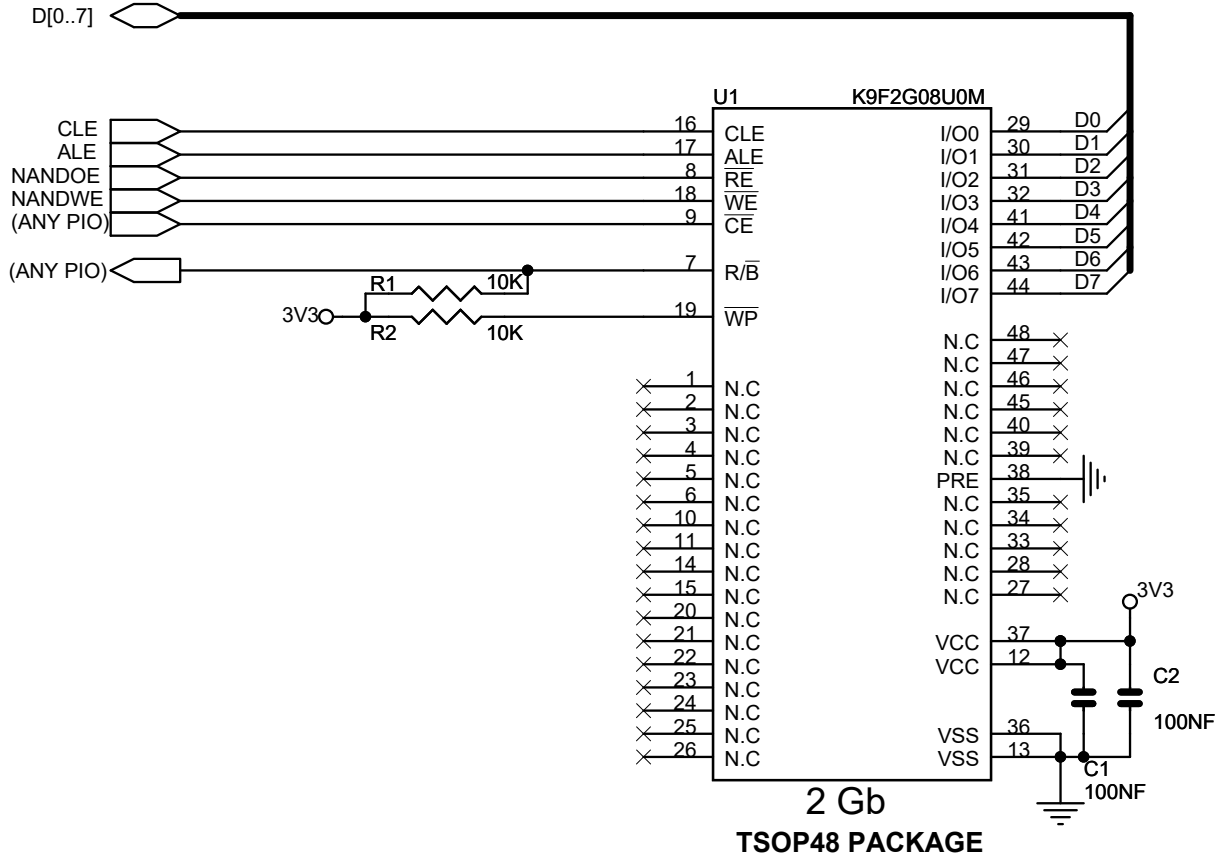 D[0..7]
U1 K9F2G08U0M
CLE 16 CLE I/O0 29 D0
ALE 17 ALE I/O1 30 D1
NANDOE 8 RE I/O2 31 D2
NANDWE 18 WE I/O3 32 D3
(ANY PIO) 9 CE I/O4 41 D4
I/O5 42 D5
(ANY PIO) 7 R/B I/O6 43 D6
R1 10K I/O7 44 D7
3V3 19 WP
R2 10K
N.C 48
N.C 47
1 N.C N.C 46
2 N.C N.C 45
3 N.C N.C 40
4 N.C N.C 39
5 N.C PRE 38
6 N.C N.C 35
10 N.C N.C 34
11 N.C N.C 33
14 N.C N.C 28
15 N.C N.C 27
3V3
20 N.C
21 N.C VCC 37
22 N.C VCC 12
23 N.C C2
24 N.C 100NF
25 N.C VSS 36
26 N.C VSS 13
C1
100NF
2 Gb
TSOP48 PACKAGE